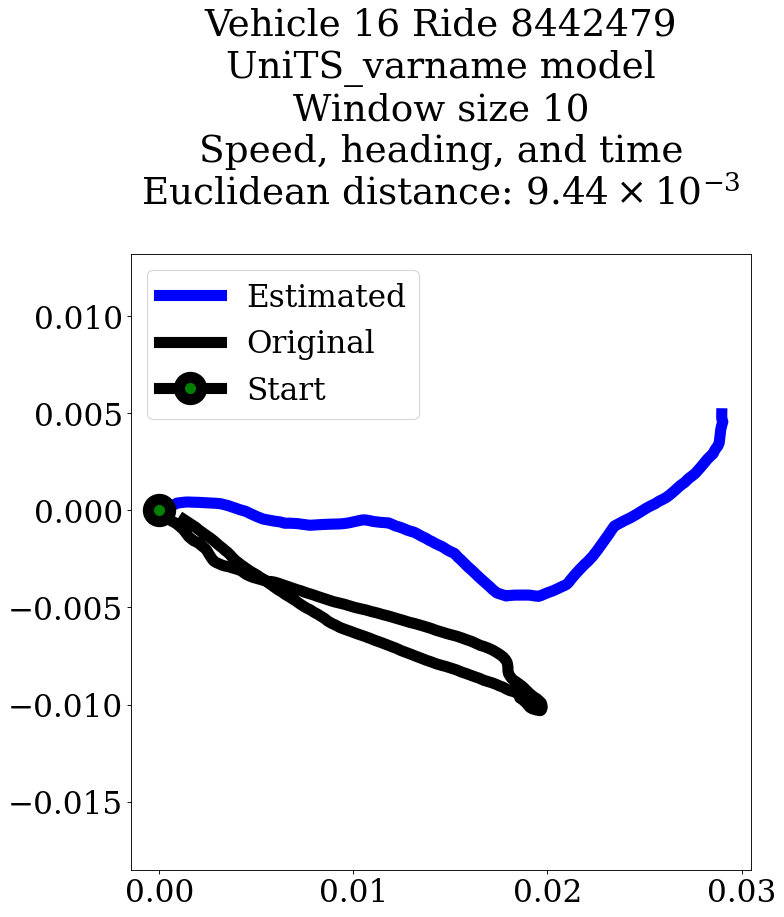 Vehicle 16 Ride 8442479
UniTS_varname model
Window size 10
Speed, heading, and time
Euclidean distance: 9.44 × 10⁻³
Estimated
Original
Start
0.010
0.005
0.000
−0.005
−0.010
−0.015
0.00 0.01 0.02 0.03